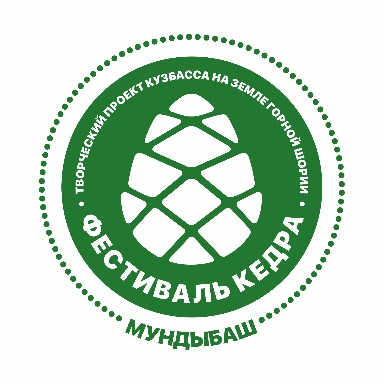 ТВОРЧЕСКИЙ ПРОЕКТ КУЗБАССА НА ЗЕМЛЕ ГОРНОЙ ШОРИИ
ФЕСТИВАЛЬ КЕДРА
МУНДЫБАШ